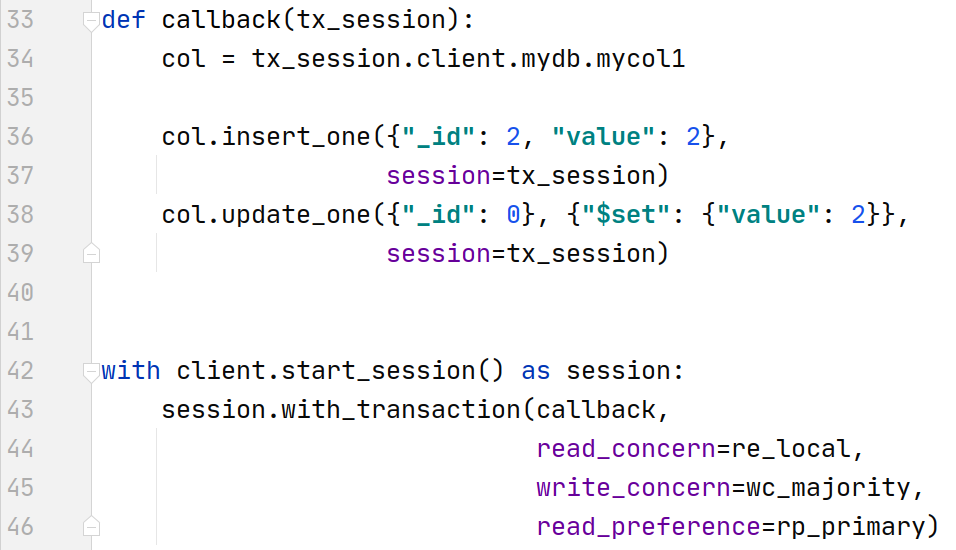 33 def callback(tx_session):
34     col = tx_session.client.mydb.mycol1
35
36     col.insert_one({"_id": 2, "value": 2},
37                    session=tx_session)
38     col.update_one({"_id": 0}, {"$set": {"value": 2}},
39                    session=tx_session)
40
41
42 with client.start_session() as session:
43     session.with_transaction(callback,
44                              read_concern=re_local,
45                              write_concern=wc_majority,
46                              read_preference=rp_primary)